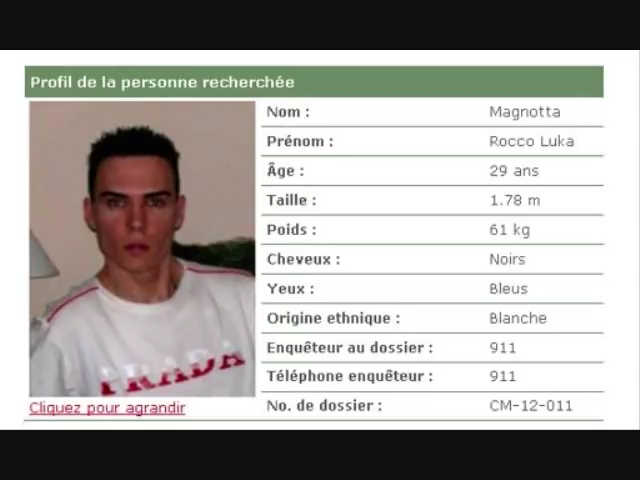 Profil de la personne recherchée
Nom : Magnotta
Prénom : Rocco Luka
Âge : 29 ans
Taille : 1.78 m
Poids : 61 kg
Cheveux : Noirs
Yeux : Bleus
Origine ethnique : Blanche
Enquêteur au dossier : 911
Téléphone enquêteur : 911
No. de dossier : CM-12-011
PRADA
Cliquez pour agrandir